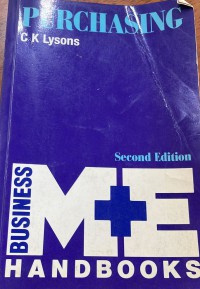 PURCHASING
C K Lysons
Second Edition
BUSINESS
M+E
HANDBOOKS